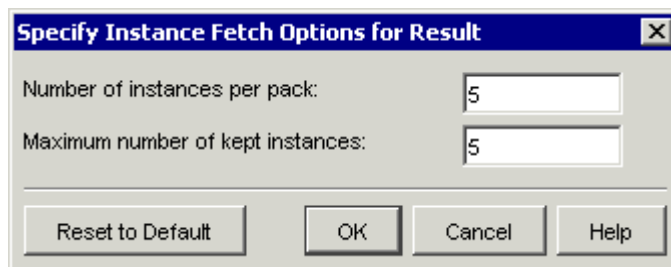 Specify Instance Fetch Options for Result
Number of instances per pack: 5
Maximum number of kept instances: 5
Reset to Default OK Cancel Help